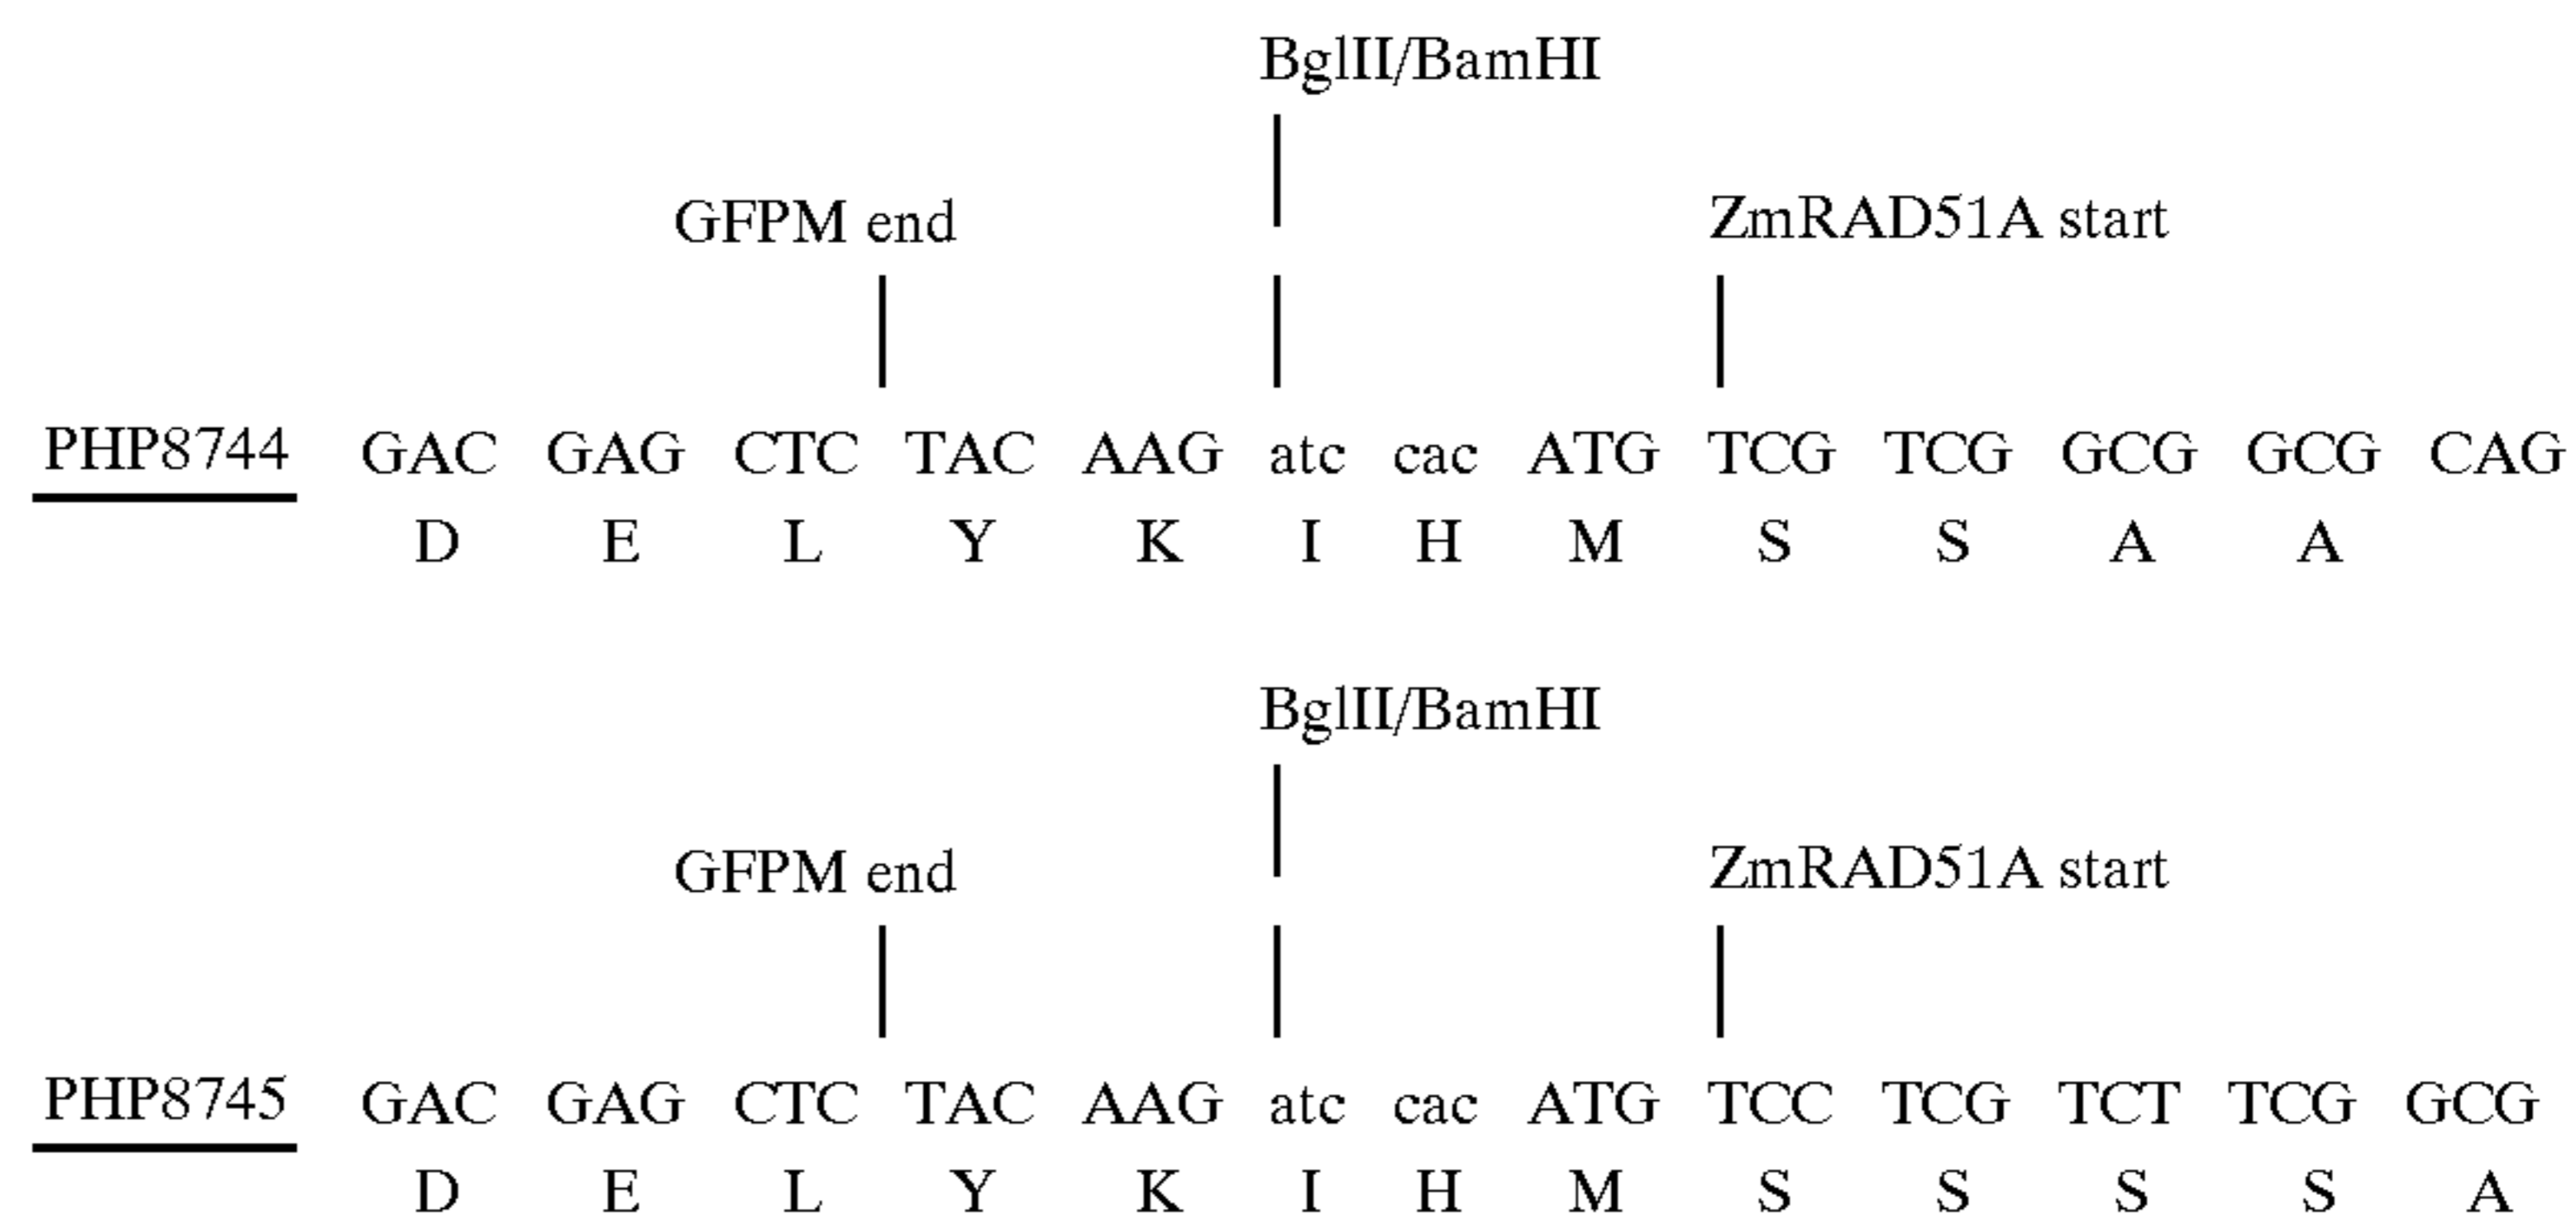 BglII/BamHI
GFPM end ZmRAD51A start
PHP8744 GAC GAG CTC TAC AAG atc cac ATG TCG TCG GCG GCG CAG
D E L Y K I H M S S A A
BglII/BamHI
GFPM end ZmRAD51A start
PHP8745 GAC GAG CTC TAC AAG atc cac ATG TCC TCG TCT TCG GCG
D E L Y K I H M S S S S A